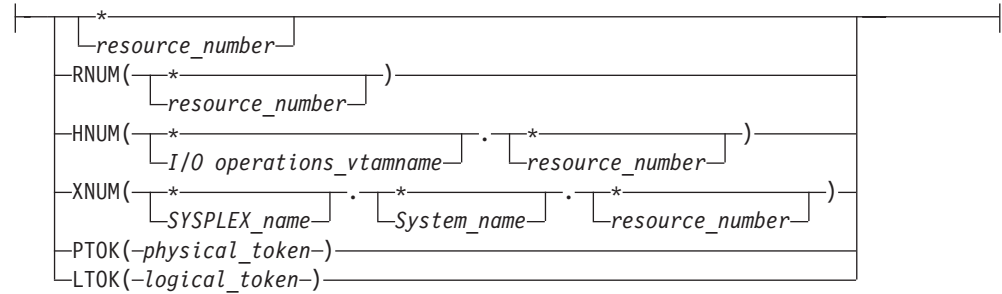 *
resource_number
RNUM( * )
resource_number
HNUM( * . * )
I/O operations_vtamname resource_number
XNUM( * . * . * )
SYSPLEX_name System_name resource_number
PTOK(physical_token)
LTOK(logical_token)